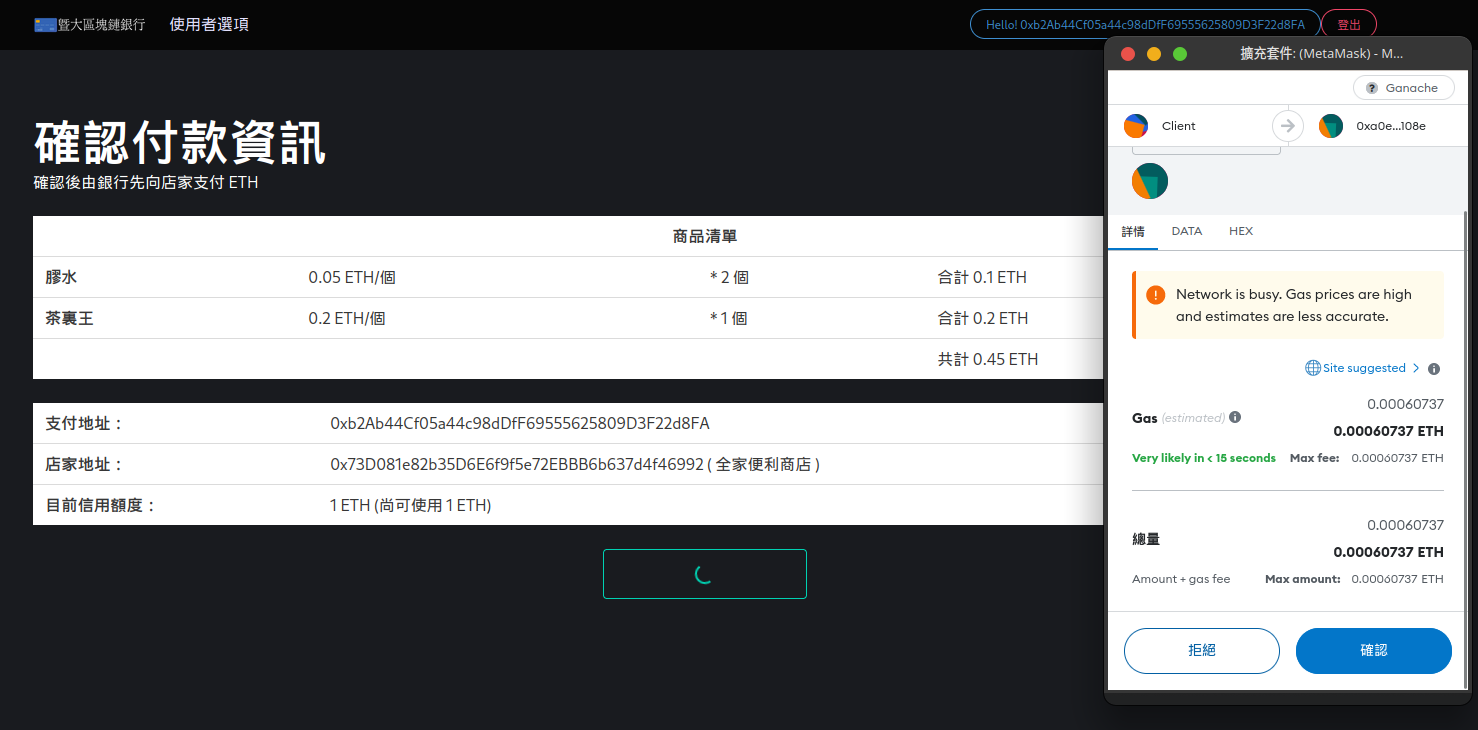 暨大區塊鏈銀行 使用者選項 Hello! 0xb2Ab44Cf05a44c98dDfF69555625809D3F22d8FA 登出
確認付款資訊
確認後由銀行先向店家支付 ETH
商品清單
膠水 0.05 ETH/個 * 2 個 合計 0.1 ETH
茶裏王 0.2 ETH/個 * 1 個 合計 0.2 ETH
共計 0.45 ETH
支付地址： 0xb2Ab44Cf05a44c98dDfF69555625809D3F22d8FA
店家地址： 0x73D081e82b35D6E6f9f5e72EBBB6b637d4f46992 ( 全家便利商店 )
目前信用額度： 1 ETH (尚可使用 1 ETH)
擴充套件: (MetaMask) - M...
? Ganache
Client 0xa0e...108e
詳情 DATA HEX
Network is busy. Gas prices are high
and estimates are less accurate.
Site suggested
0.00060737
Gas (estimated) 0.00060737 ETH
Very likely in < 15 seconds Max fee: 0.00060737 ETH
0.00060737
總量 0.00060737 ETH
Amount + gas fee Max amount: 0.00060737 ETH
拒絕 確認